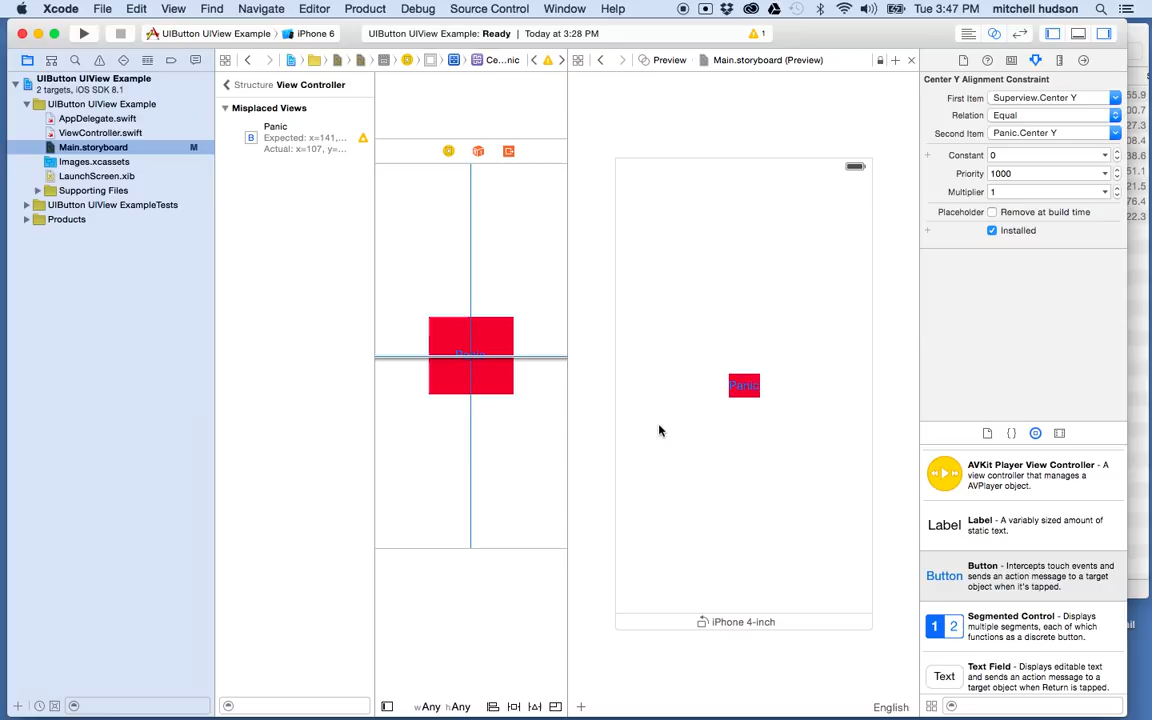 Xcode File Edit View Find Navigate Editor Product Debug Source Control Window Help Tue 3:47 PM mitchell hudson
UIButton UIView Example iPhone 6 UIButton UIView Example: Ready Today at 3:28 PM 1
Ce...nic Preview Main.storyboard (Preview)
UIButton UIView Example
2 targets, iOS SDK 8.1
UIButton UIView Example
AppDelegate.swift
ViewController.swift
Main.storyboard M
Images.xcassets
LaunchScreen.xib
Supporting Files
UIButton UIView ExampleTests
Products
Structure View Controller
Misplaced Views
B Panic
Expected: x=141,...
Actual: x=107, y=...
Panic
Panic
iPhone 4-inch
wAny hAny
English
Center Y Alignment Constraint
First Item Superview.Center Y
Relation Equal
Second Item Panic.Center Y
Constant 0
Priority 1000
Multiplier 1
Placeholder Remove at build time
Installed
AVKit Player View Controller - A
view controller that manages a
AVPlayer object.
Label Label - A variably sized amount of
static text.
Button Button - Intercepts touch events and
sends an action message to a target
object when it's tapped.
1 2 Segmented Control - Displays
multiple segments, each of which
functions as a discrete button.
Text Text Field - Displays editable text
and sends an action message to a
target object when Return is tapped.